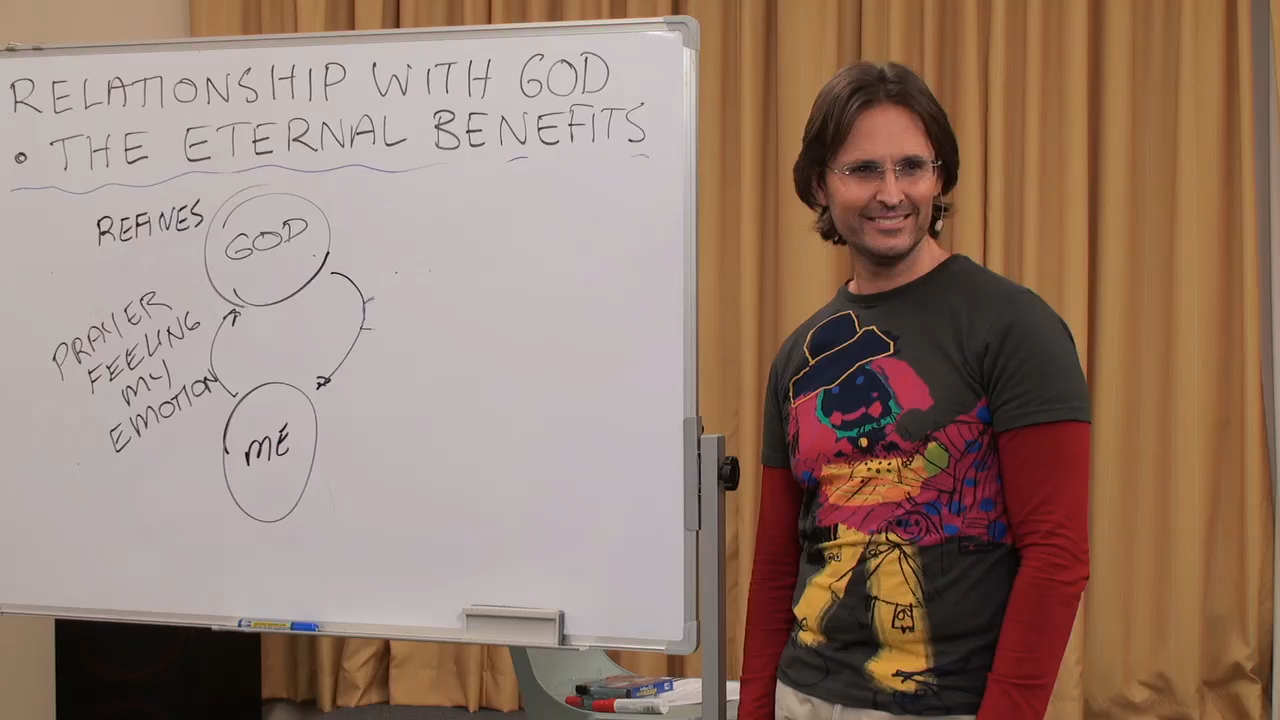 RELATIONSHIP WITH GOD
• THE ETERNAL BENEFITS
REFINES
GOD
PRAYER
FEELING
MY
EMOTION
ME